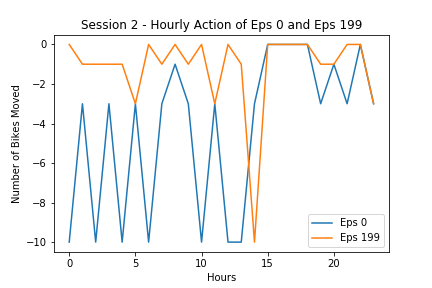 Session 2 - Hourly Action of Eps 0 and Eps 199
Number of Bikes Moved
0
−2
−4
−6
−8
−10
0 5 10 15 20
Hours
Eps 0
Eps 199